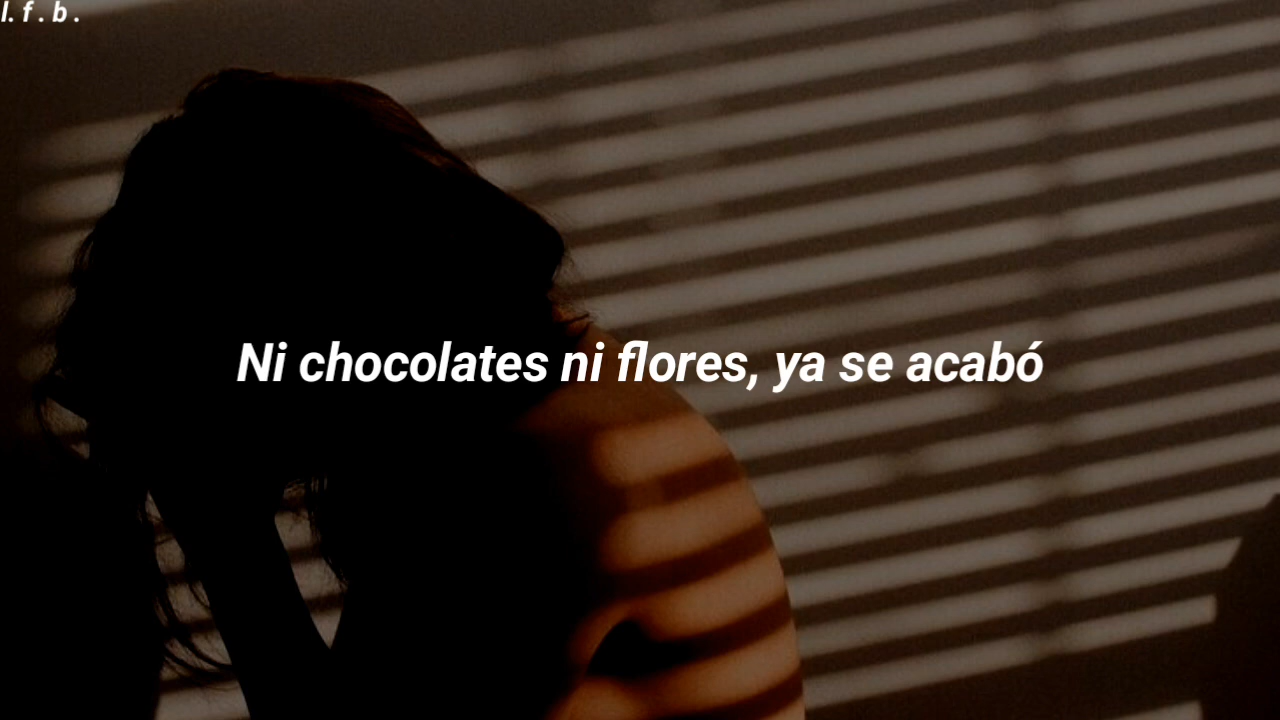 l. f . b .
Ni chocolates ni flores, ya se acabó